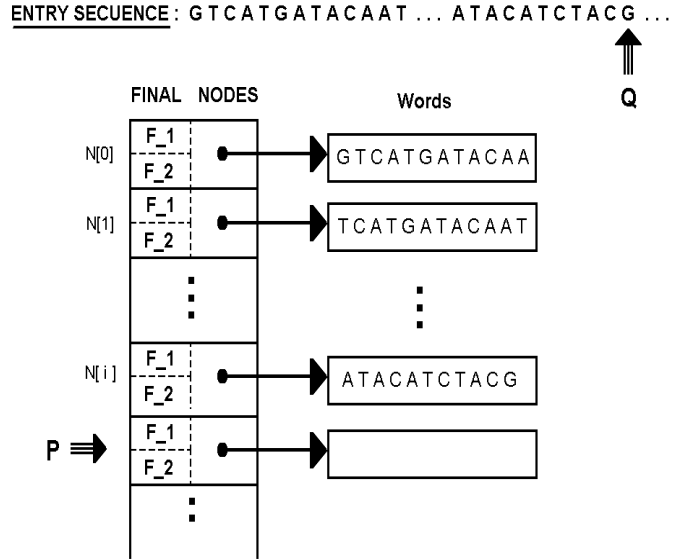 ENTRY SECUENCE : G T C A T G A T A C A A T ... A T A C A T C T A C G ...
Q
FINAL NODES
Words
N[0] F_1
F_2
G T C A T G A T A C A A
N[1] F_1
F_2
T C A T G A T A C A A T
N[ i ] F_1
F_2
A T A C A T C T A C G
P F_1
F_2